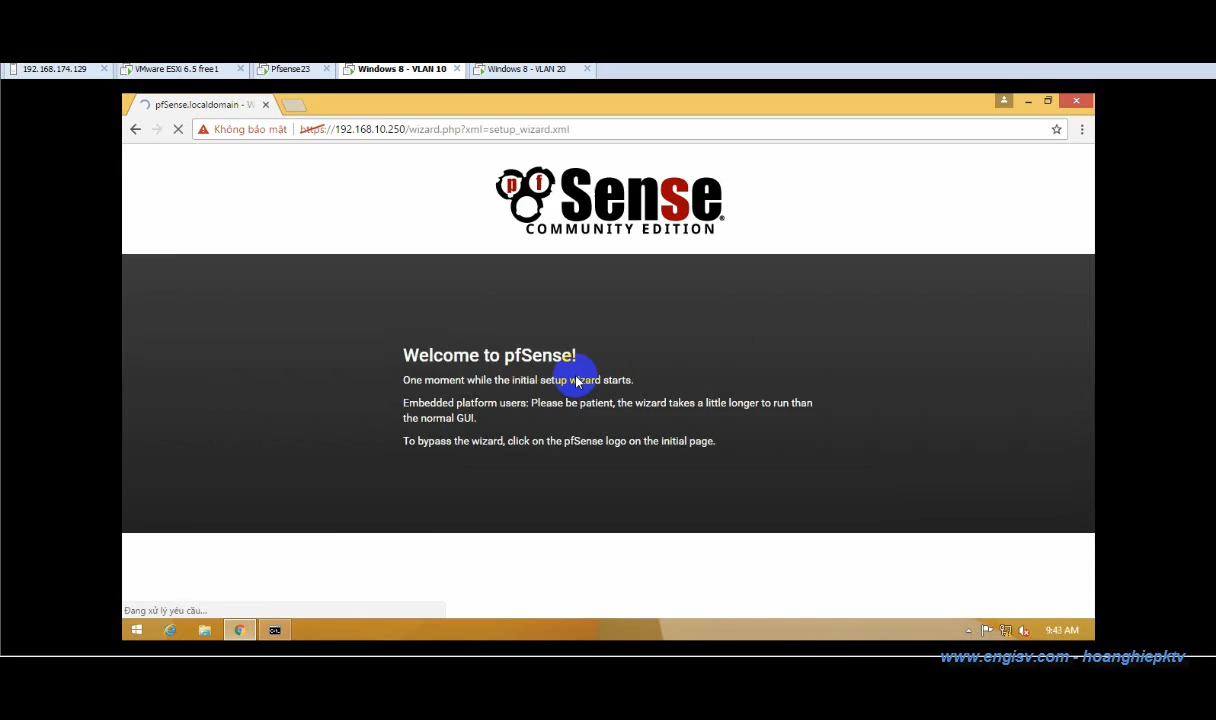 192.168.174.129
VMware ESXi 6.5 free1
Pfsense23
Windows 8 - VLAN 10
Windows 8 - VLAN 20
pfSense.localdomain - W
Không bảo mật
https://192.168.10.250/wizard.php?xml=setup_wizard.xml
pf Sense
COMMUNITY EDITION
Welcome to pfSense!
One moment while the initial setup wizard starts.
Embedded platform users: Please be patient, the wizard takes a little longer to run than
the normal GUI.
To bypass the wizard, click on the pfSense logo on the initial page.
Đang xử lý yêu cầu...
9:43 AM
www.engisv.com - hoanghiepktv